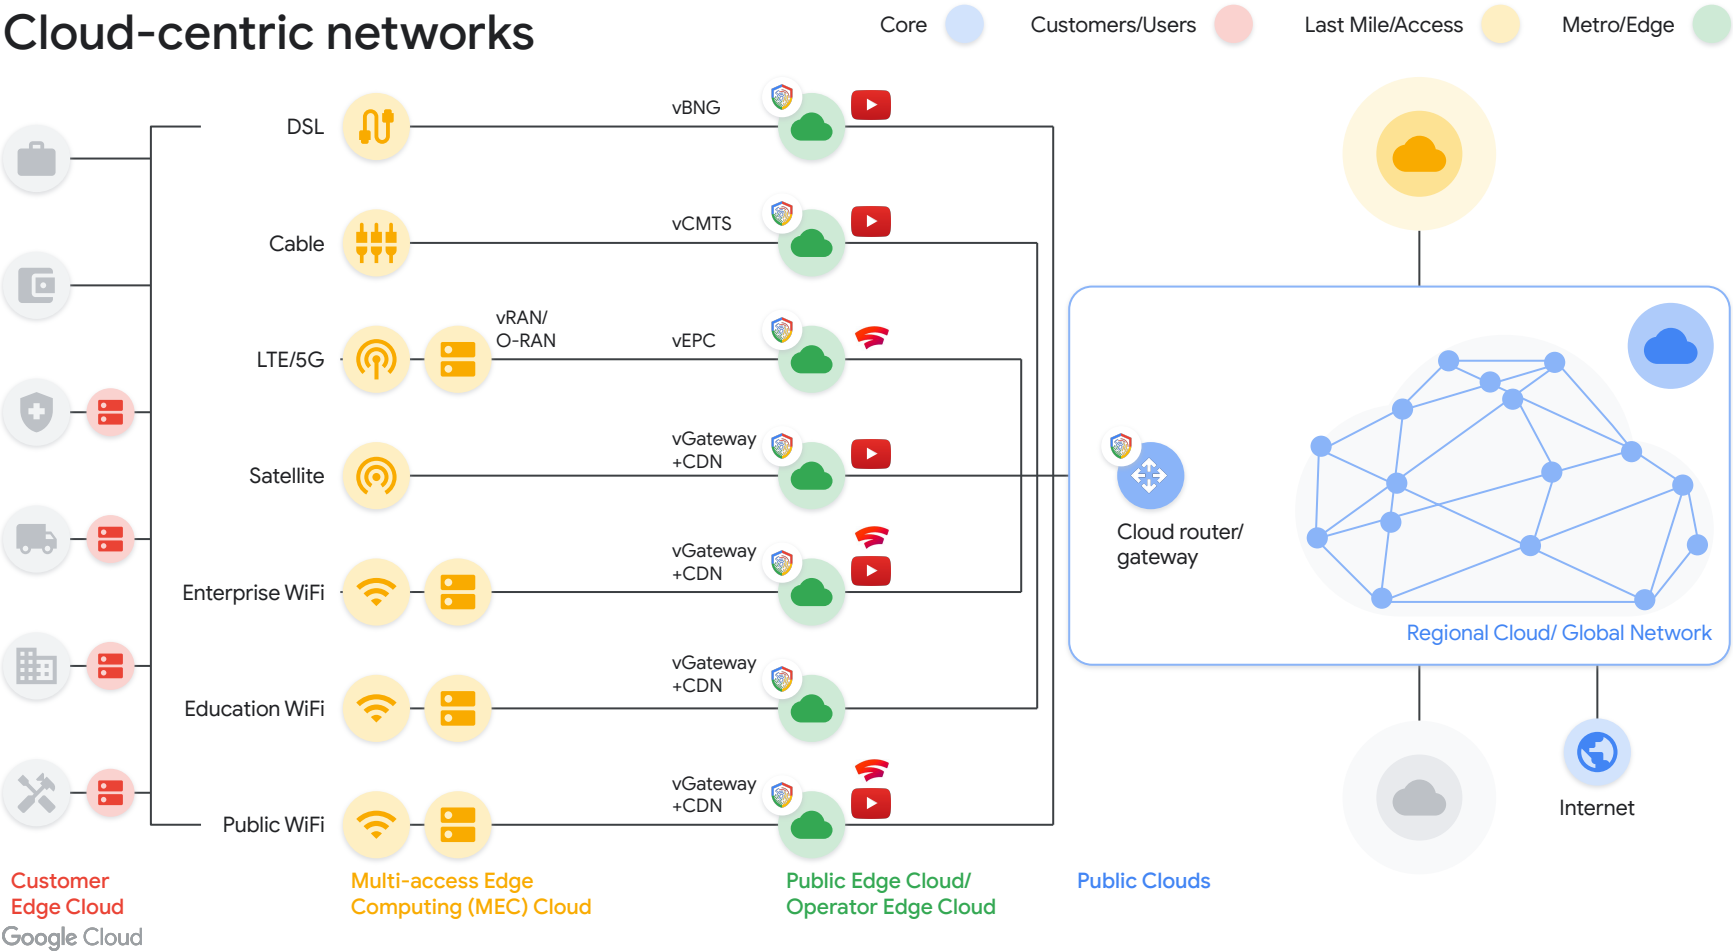 Cloud-centric networks
Core
Customers/Users
Last Mile/Access
Metro/Edge
DSL
vBNG
Cable
vCMTS
LTE/5G
vRAN/
O-RAN
vEPC
Satellite
vGateway
+CDN
Enterprise WiFi
vGateway
+CDN
Education WiFi
vGateway
+CDN
Public WiFi
vGateway
+CDN
Cloud router/
gateway
Regional Cloud/ Global Network
Internet
Customer
Edge Cloud
Multi-access Edge
Computing (MEC) Cloud
Public Edge Cloud/
Operator Edge Cloud
Public Clouds
Google Cloud